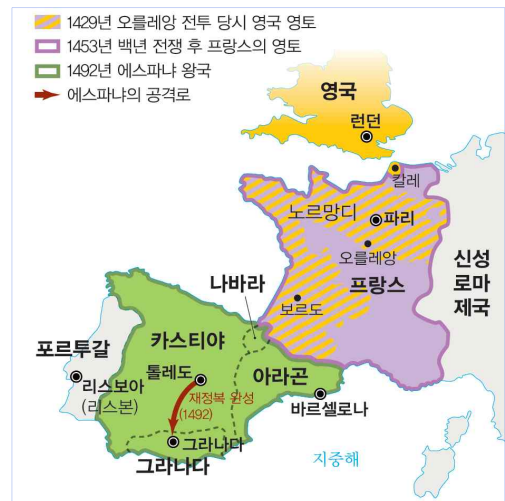 1429년 오를레앙 전투 당시 영국 영토
1453년 백년 전쟁 후 프랑스의 영토
1492년 에스파냐 왕국
에스파냐의 공격로
영국
런던
칼레
노르망디
파리
오를레앙
신성
로마
제국
프랑스
나바라
보르도
카스티야
포르투갈
톨레도
아라곤
리스보아
(리스본)
재정복 완성
(1492)
바르셀로나
그라나다
그라나다
지중해